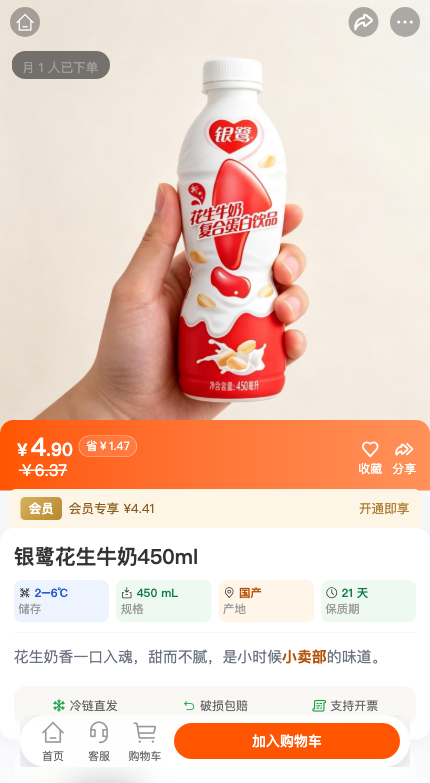 月 1 人已下单
银鹭
花生牛奶
复合蛋白饮品
净含量: 450毫升
¥4.90
省 ¥1.47
¥6.37
收藏
分享
会员
会员专享 ¥4.41
开通即享
银鹭花生牛奶450ml
2–6℃
储存
450 mL
规格
国产
产地
21 天
保质期
花生奶香一口入魂，甜而不腻，是小时候小卖部的味道。
冷链直发
破损包赔
支持开票
首页
客服
购物车
加入购物车